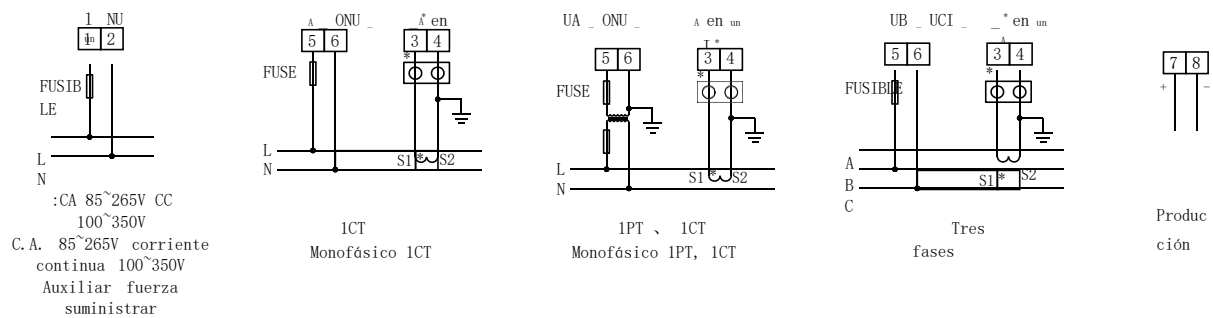 1 NU
1 2
FUSIB
LE
L
N
:CA 85~265V CC
100~350V
C.A. 85~265V corriente
continua 100~350V
Auxiliar fuerza
suministrar
A _ ONU _
_ A* en
5 6
3 4
*
FUSE
L
N
S1 * S2
1CT
Monofásico 1CT
UA _ ONU _
A en un
I *
5 6
3 4
*
FUSE
L
N
S1 * S2
1PT 、 1CT
Monofásico 1PT, 1CT
UB _ UCI _
_ * en un
A
5 6
3 4
*
FUSIBLE
A
B
C
S1 * S2
Tres
fases
7 8
+ −
Produc
ción